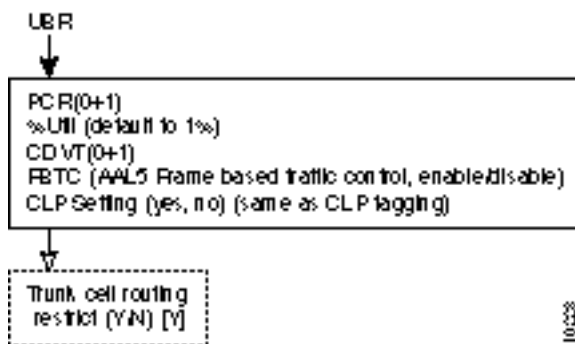 UBR
PCR(0+1)
%Util (default to 1%)
CDVT(0+1)
FBTC (AAL5 Frame based traffic control, enable/disable)
CLP Setting (yes, no) (same as CLP tagging)
Trunk cell routing
restrict (Y/N) [Y]